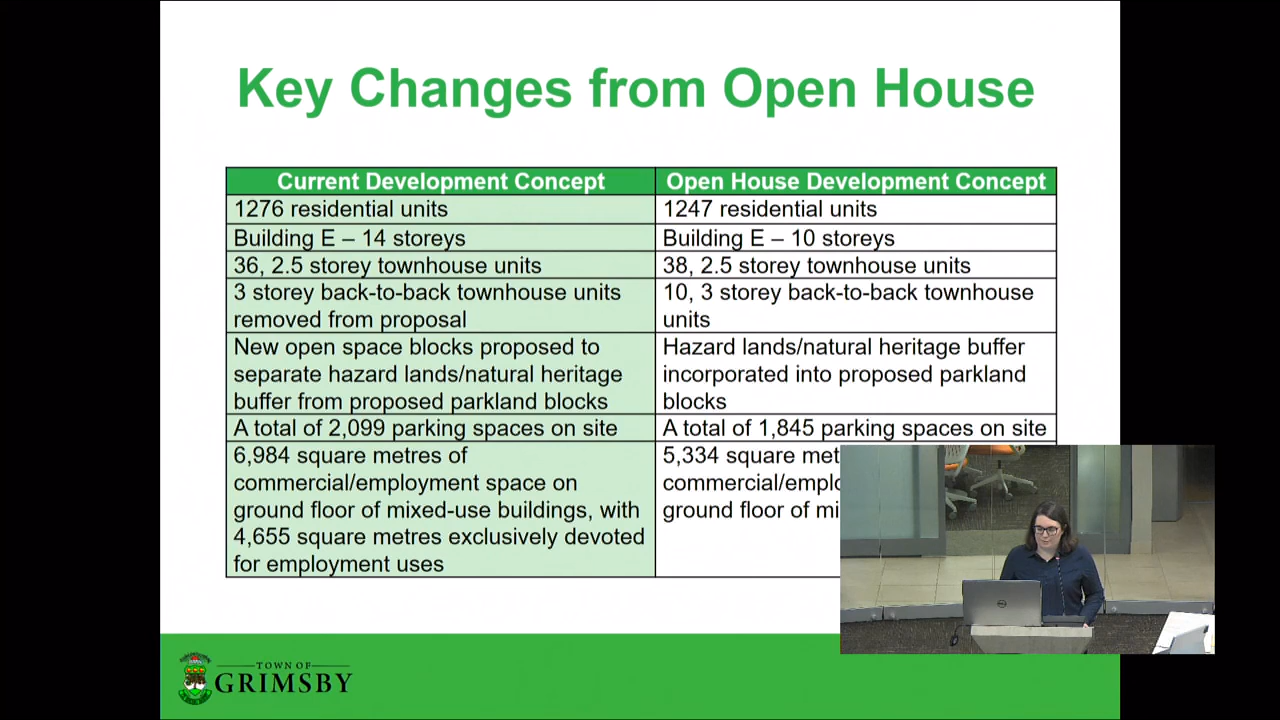 Key Changes from Open House
Current Development Concept
Open House Development Concept
1276 residential units
1247 residential units
Building E – 14 storeys
Building E – 10 storeys
36, 2.5 storey townhouse units
38, 2.5 storey townhouse units
3 storey back-to-back townhouse units
removed from proposal
10, 3 storey back-to-back townhouse
units
New open space blocks proposed to
separate hazard lands/natural heritage
buffer from proposed parkland blocks
Hazard lands/natural heritage buffer
incorporated into proposed parkland
blocks
A total of 2,099 parking spaces on site
A total of 1,845 parking spaces on site
6,984 square metres of
commercial/employment space on
ground floor of mixed-use buildings, with
4,655 square metres exclusively devoted
for employment uses
5,334 square met
commercial/emplo
ground floor of mi
TOWN OF
GRIMSBY